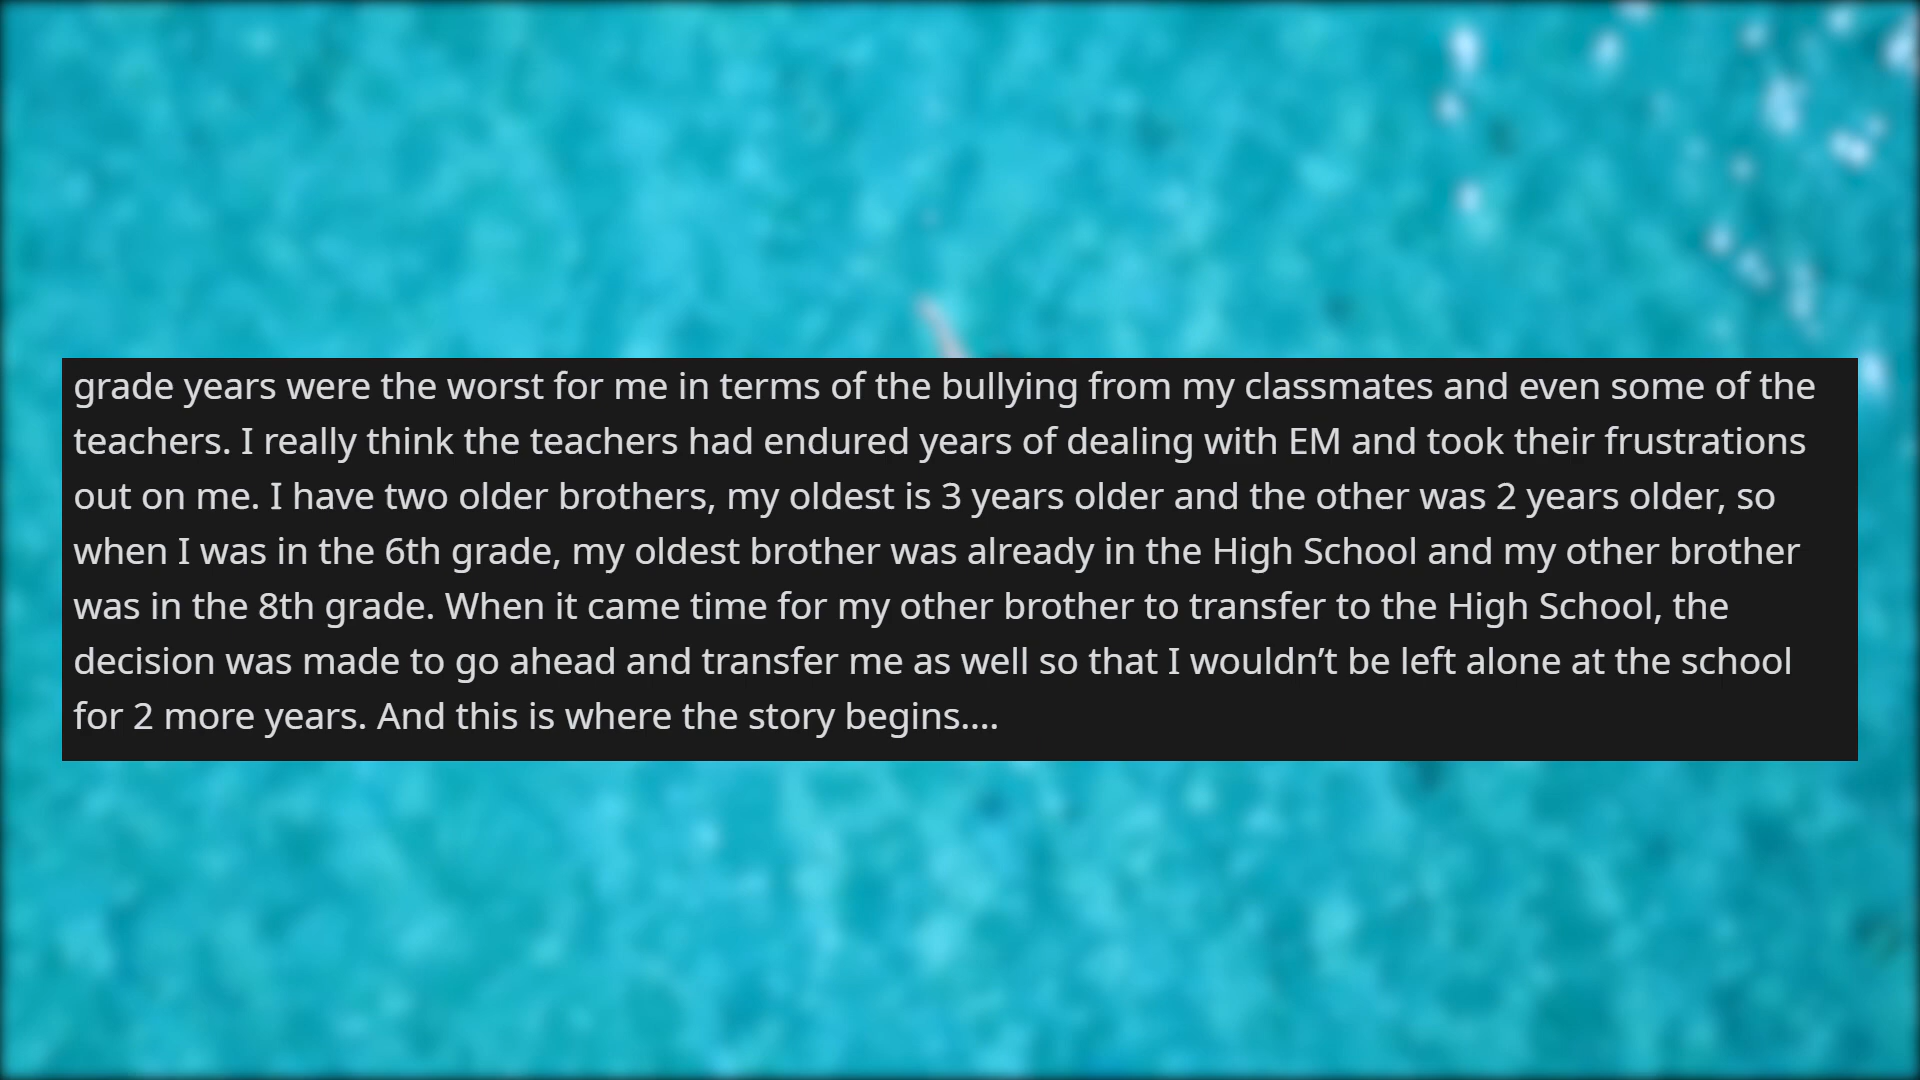 grade years were the worst for me in terms of the bullying from my classmates and even some of the
teachers. I really think the teachers had endured years of dealing with EM and took their frustrations
out on me. I have two older brothers, my oldest is 3 years older and the other was 2 years older, so
when I was in the 6th grade, my oldest brother was already in the High School and my other brother
was in the 8th grade. When it came time for my other brother to transfer to the High School, the
decision was made to go ahead and transfer me as well so that I wouldn’t be left alone at the school
for 2 more years. And this is where the story begins....